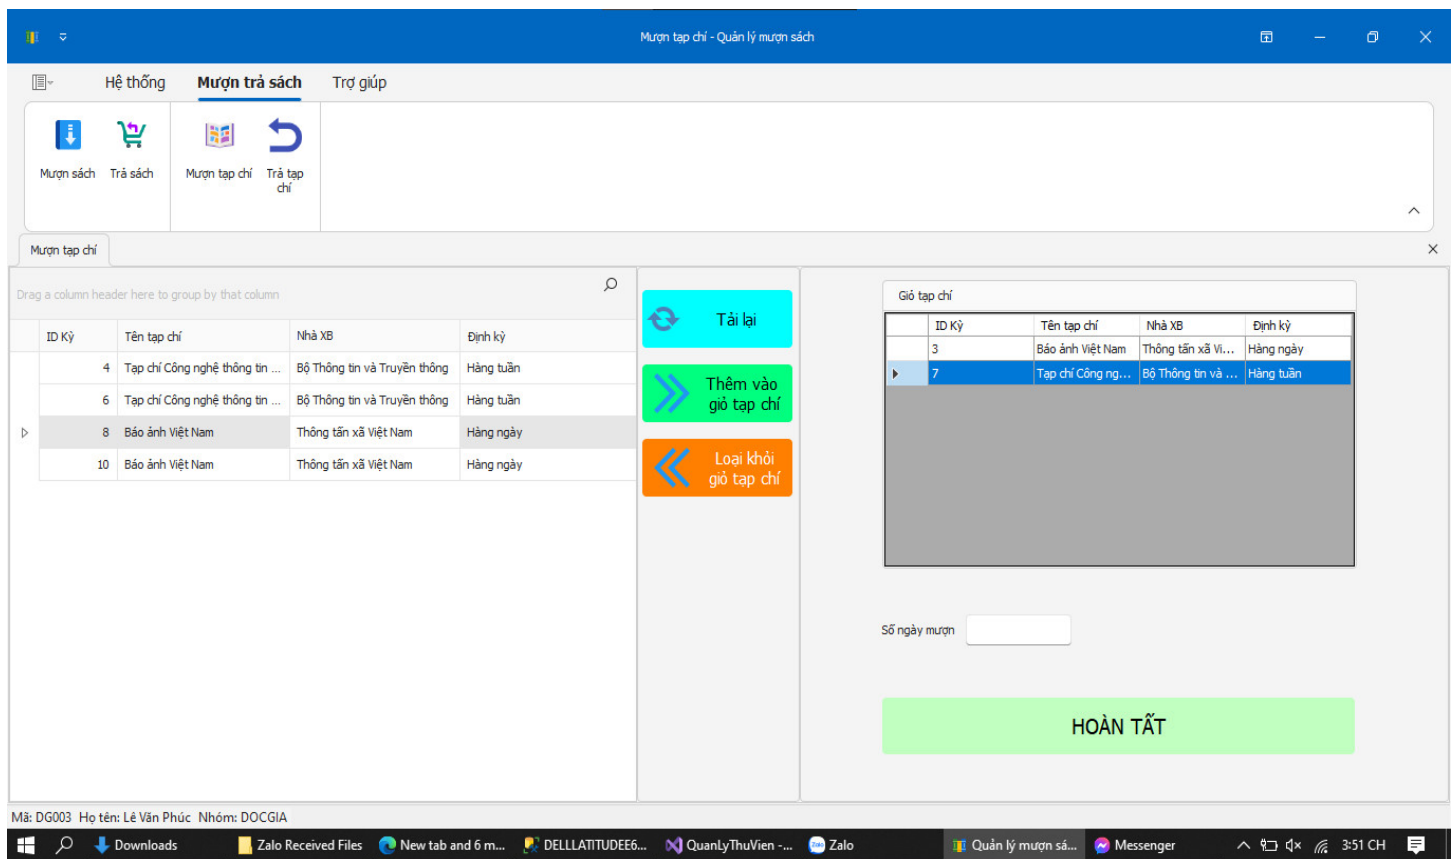 Mượn tạp chí - Quản lý mượn sách
Hệ thống Mượn trả sách Trợ giúp
Mượn sách Trả sách Mượn tạp chí Trả tạp chí
Mượn tạp chí
Drag a column header here to group by that column
ID Kỳ Tên tạp chí Nhà XB Định kỳ
4 Tạp chí Công nghệ thông tin ... Bộ Thông tin và Truyền thông Hàng tuần
6 Tạp chí Công nghệ thông tin ... Bộ Thông tin và Truyền thông Hàng tuần
8 Báo ảnh Việt Nam Thông tấn xã Việt Nam Hàng ngày
10 Báo ảnh Việt Nam Thông tấn xã Việt Nam Hàng ngày
Tải lại
Thêm vào
giỏ tạp chí
Loại khỏi
giỏ tạp chí
Giỏ tạp chí
ID Kỳ Tên tạp chí Nhà XB Định kỳ
3 Báo ảnh Việt Nam Thông tấn xã Vi... Hàng ngày
7 Tạp chí Công ng... Bộ Thông tin và ... Hàng tuần
Số ngày mượn
HOÀN TẤT
Mã: DG003 Họ tên: Lê Văn Phúc Nhóm: DOCGIA
Downloads Zalo Received Files New tab and 6 m... DELLLATITUDEE6... QuanLyThuVien -... Zalo Quản lý mượn sá... Messenger 3:51 CH